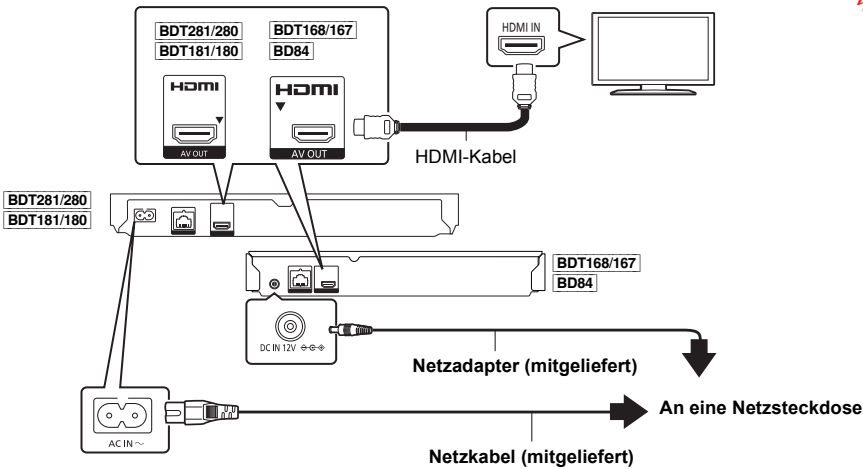 BDT281/280
BDT181/180
BDT168/167
BD84
HDMI
AV OUT
HDMI
AV OUT
HDMI IN
HDMI-Kabel
BDT281/280
BDT181/180
BDT168/167
BD84
DC IN 12V
Netzadapter (mitgeliefert)
An eine Netzsteckdose
AC IN ~
Netzkabel (mitgeliefert)